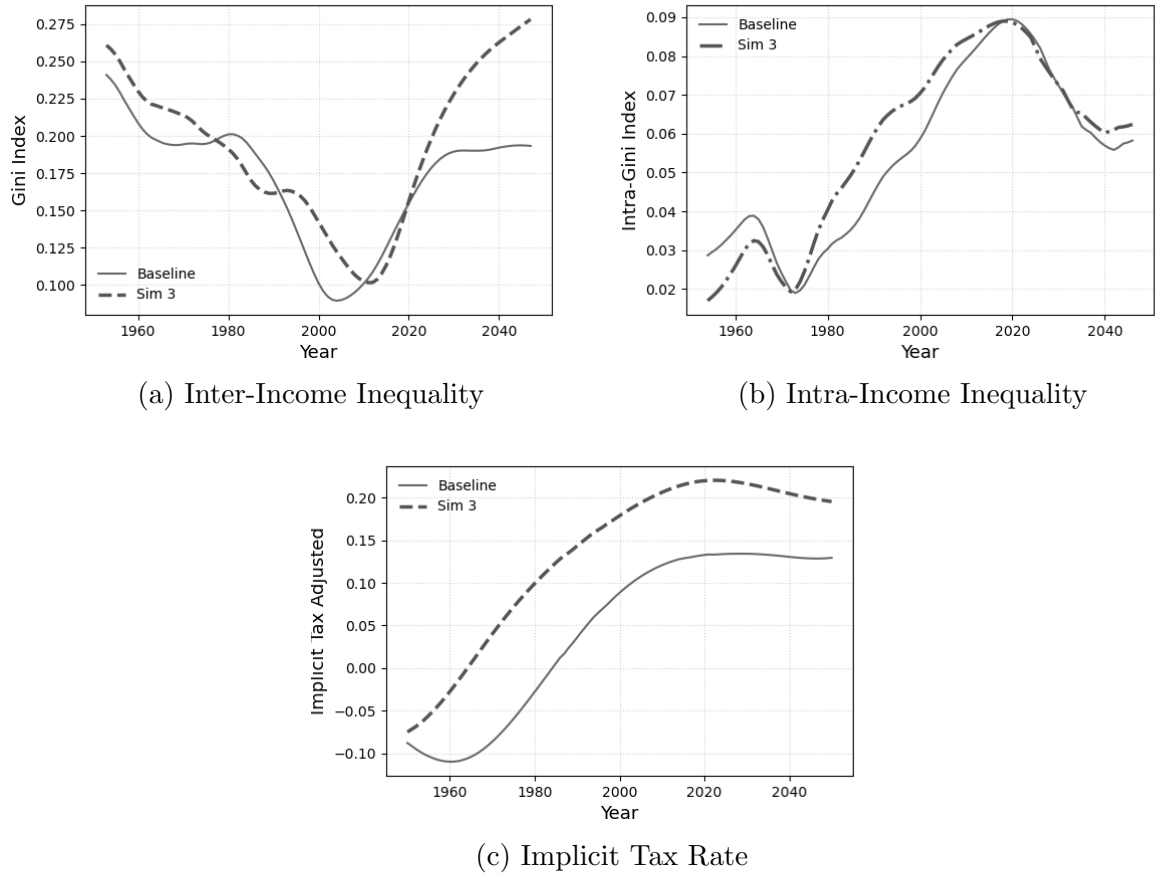 0.275
0.250
0.225
0.200
0.175
0.150
0.125
0.100
Gini Index
Baseline
Sim 3
1960 1980 2000 2020 2040
Year
(a) Inter-Income Inequality
0.09
0.08
0.07
0.06
0.05
0.04
0.03
0.02
Intra-Gini Index
Baseline
Sim 3
1960 1980 2000 2020 2040
Year
(b) Intra-Income Inequality
0.20
0.15
0.10
0.05
0.00
−0.05
−0.10
Implicit Tax Adjusted
Baseline
Sim 3
1960 1980 2000 2020 2040
Year
(c) Implicit Tax Rate